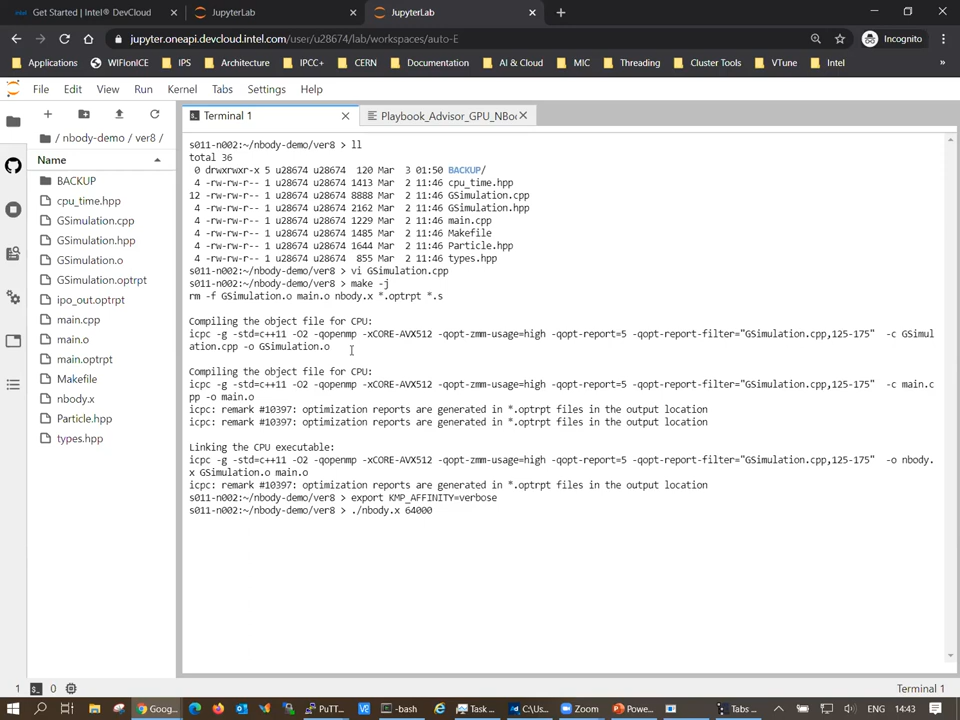 Get Started | Intel® DevCloud
JupyterLab
JupyterLab
jupyter.oneapi.devcloud.intel.com/user/u28674/lab/workspaces/auto-E
Incognito
Applications
WIFIonICE
IPS
Architecture
IPCC+
CERN
Documentation
AI & Cloud
MIC
Threading
Cluster Tools
VTune
Intel
»
File Edit View Run Kernel Tabs Settings Help
Terminal 1
Playbook_Advisor_GPU_NBo
/ nbody-demo / ver8 /
Name
BACKUP
cpu_time.hpp
GSimulation.cpp
GSimulation.hpp
GSimulation.o
GSimulation.optrpt
ipo_out.optrpt
main.cpp
main.o
main.optrpt
Makefile
nbody.x
Particle.hpp
types.hpp
s011-n002:~/nbody-demo/ver8 > ll
total 36
0 drwxrwxr-x 5 u28674 u28674 120 Mar 3 01:50 BACKUP/
4 -rw-rw-r-- 1 u28674 u28674 1413 Mar 2 11:46 cpu_time.hpp
12 -rw-rw-r-- 1 u28674 u28674 8888 Mar 2 11:46 GSimulation.cpp
4 -rw-rw-r-- 1 u28674 u28674 2162 Mar 2 11:46 GSimulation.hpp
4 -rw-rw-r-- 1 u28674 u28674 1229 Mar 2 11:46 main.cpp
4 -rw-rw-r-- 1 u28674 u28674 1485 Mar 2 11:46 Makefile
4 -rw-rw-r-- 1 u28674 u28674 1644 Mar 2 11:46 Particle.hpp
4 -rw-rw-r-- 1 u28674 u28674 855 Mar 2 11:46 types.hpp
s011-n002:~/nbody-demo/ver8 > vi GSimulation.cpp
s011-n002:~/nbody-demo/ver8 > make -j
rm -f GSimulation.o main.o nbody.x *.optrpt *.s
Compiling the object file for CPU:
icpc -g -std=c++11 -O2 -qopenmp -xCORE-AVX512 -qopt-zmm-usage=high -qopt-report=5 -qopt-report-filter="GSimulation.cpp,125-175" -c GSimul
ation.cpp -o GSimulation.o
Compiling the object file for CPU:
icpc -g -std=c++11 -O2 -qopenmp -xCORE-AVX512 -qopt-zmm-usage=high -qopt-report=5 -qopt-report-filter="GSimulation.cpp,125-175" -c main.c
pp -o main.o
icpc: remark #10397: optimization reports are generated in *.optrpt files in the output location
icpc: remark #10397: optimization reports are generated in *.optrpt files in the output location
Linking the CPU executable:
icpc -g -std=c++11 -O2 -qopenmp -xCORE-AVX512 -qopt-zmm-usage=high -qopt-report=5 -qopt-report-filter="GSimulation.cpp,125-175" -o nbody.
x GSimulation.o main.o
icpc: remark #10397: optimization reports are generated in *.optrpt files in the output location
s011-n002:~/nbody-demo/ver8 > export KMP_AFFINITY=verbose
s011-n002:~/nbody-demo/ver8 > ./nbody.x 64000
1
0
Terminal 1
Goog...
PuTT...
-bash
Task ...
C:\Us...
Zoom
Powe...
Tabs ...
ENG
14:43